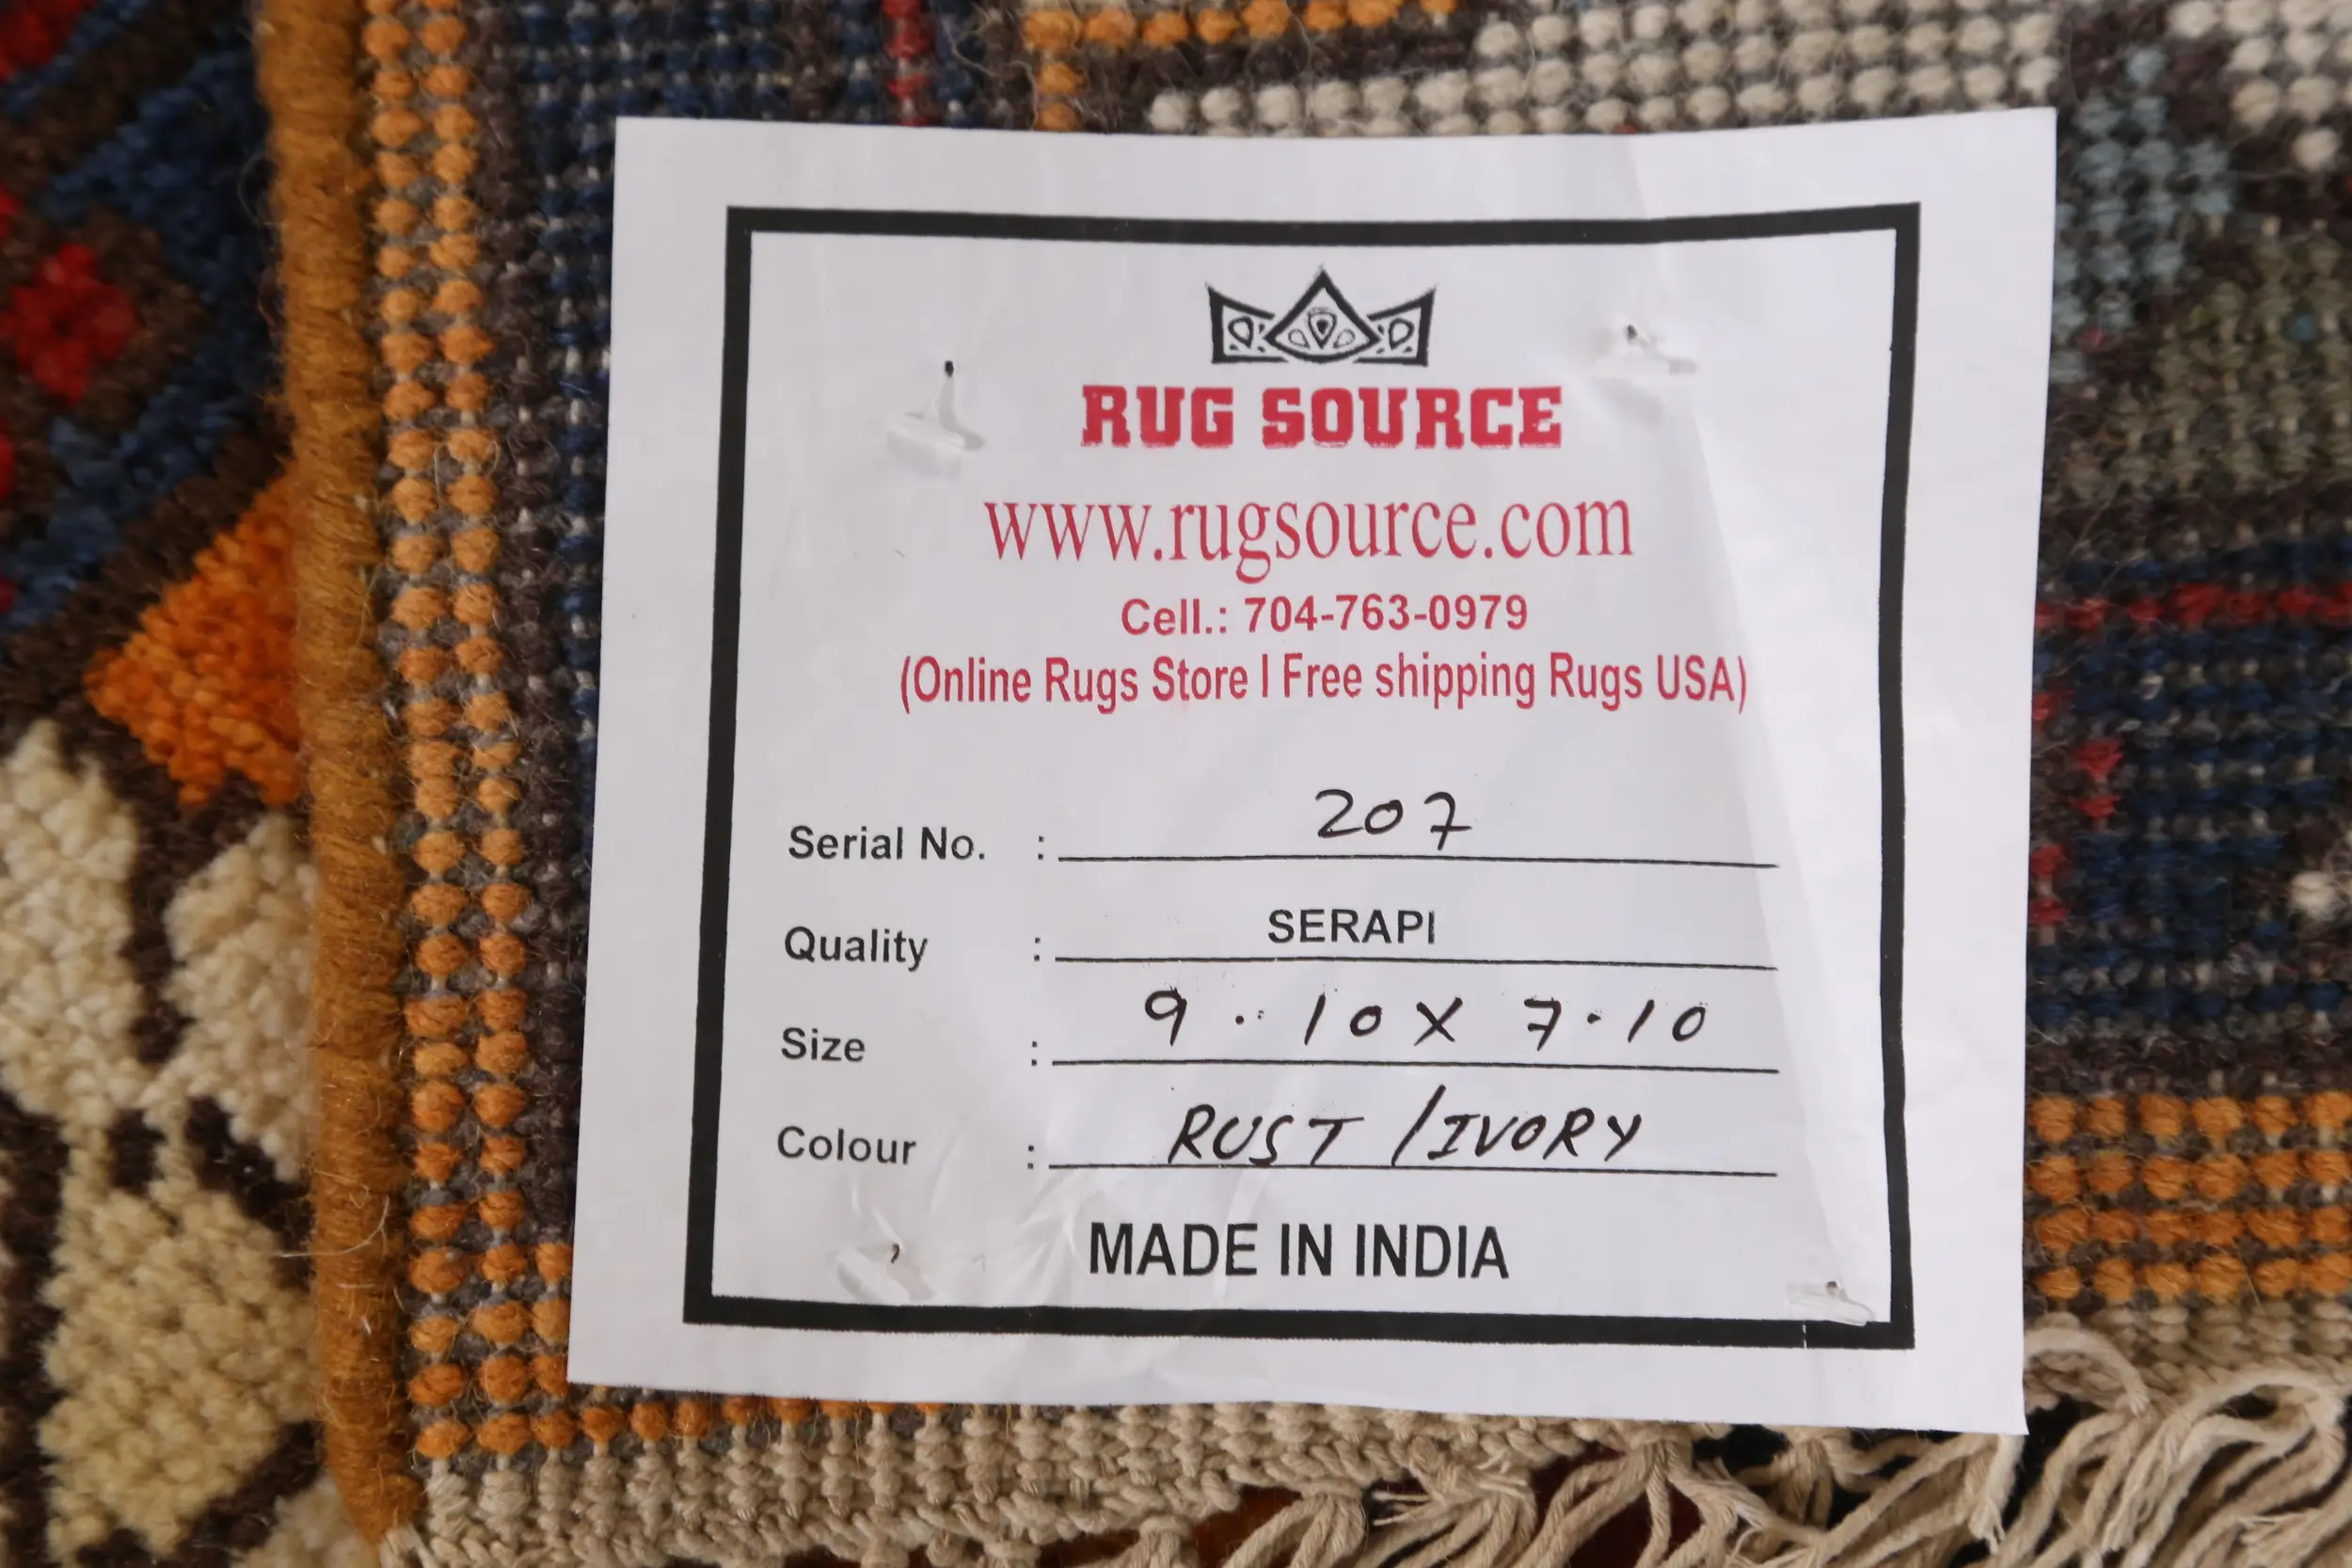 RUG SOURCE
www.rugsource.com
Cell.: 704-763-0979
(Online Rugs Store I Free shipping Rugs USA)
Serial No. : 207
Quality : SERAPI
Size : 9.10 X 7.10
Colour : RUST / IVORY
MADE IN INDIA